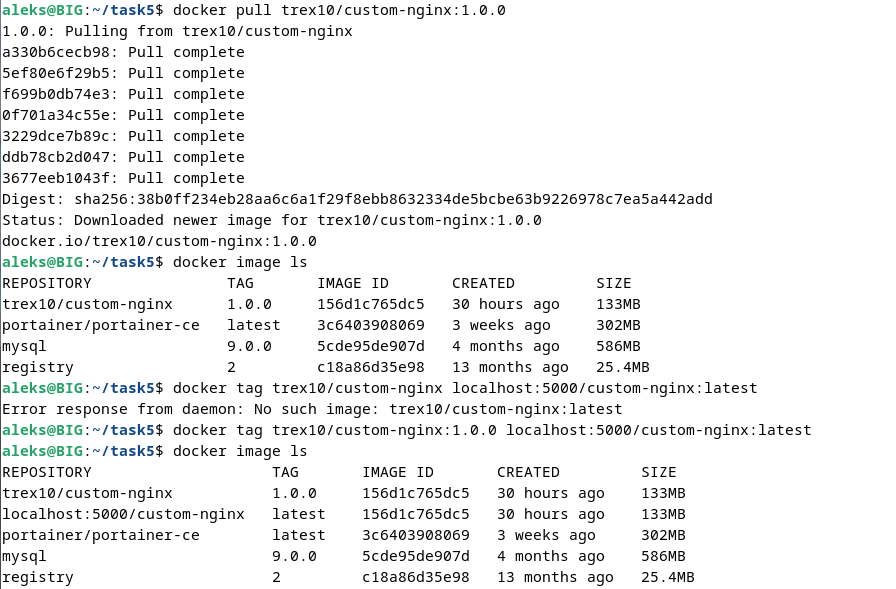 aleks@BIG:~/task5$ docker pull trex10/custom-nginx:1.0.0
1.0.0: Pulling from trex10/custom-nginx
a330b6cecb98: Pull complete
5ef80e6f29b5: Pull complete
f699b0db74e3: Pull complete
0f701a34c55e: Pull complete
3229dce7b89c: Pull complete
ddb78cb2d047: Pull complete
3677eeb1043f: Pull complete
Digest: sha256:38b0ff234eb28aa6c6a1f29f8ebb8632334de5bcbe63b9226978c7ea5a442add
Status: Downloaded newer image for trex10/custom-nginx:1.0.0
docker.io/trex10/custom-nginx:1.0.0
aleks@BIG:~/task5$ docker image ls
REPOSITORY               TAG       IMAGE ID       CREATED         SIZE
trex10/custom-nginx      1.0.0     156d1c765dc5   30 hours ago    133MB
portainer/portainer-ce   latest    3c6403908069   3 weeks ago     302MB
mysql                    9.0.0     5cde95de907d   4 months ago    586MB
registry                 2         c18a86d35e98   13 months ago   25.4MB
aleks@BIG:~/task5$ docker tag trex10/custom-nginx localhost:5000/custom-nginx:latest
Error response from daemon: No such image: trex10/custom-nginx:latest
aleks@BIG:~/task5$ docker tag trex10/custom-nginx:1.0.0 localhost:5000/custom-nginx:latest
aleks@BIG:~/task5$ docker image ls
REPOSITORY                    TAG       IMAGE ID       CREATED         SIZE
trex10/custom-nginx           1.0.0     156d1c765dc5   30 hours ago    133MB
localhost:5000/custom-nginx   latest    156d1c765dc5   30 hours ago    133MB
portainer/portainer-ce        latest    3c6403908069   3 weeks ago     302MB
mysql                         9.0.0     5cde95de907d   4 months ago    586MB
registry                      2         c18a86d35e98   13 months ago   25.4MB